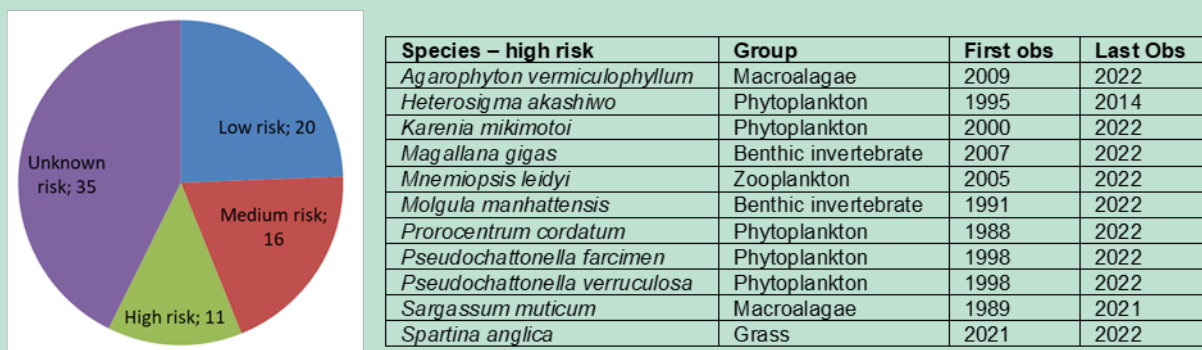 Low risk; 20
Unknown
risk; 35
Medium risk;
16
High risk; 11
Species – high risk Group First obs Last Obs
Agarophyton vermiculophyllum Macroalagae 2009 2022
Heterosigma akashiwo Phytoplankton 1995 2014
Karenia mikimotoi Phytoplankton 2000 2022
Magallana gigas Benthic invertebrate 2007 2022
Mnemiopsis leidyi Zooplankton 2005 2022
Molgula manhattensis Benthic invertebrate 1991 2022
Prorocentrum cordatum Phytoplankton 1988 2022
Pseudochattonella farcimen Phytoplankton 1998 2022
Pseudochattonella verruculosa Phytoplankton 1998 2022
Sargassum muticum Macroalagae 1989 2021
Spartina anglica Grass 2021 2022